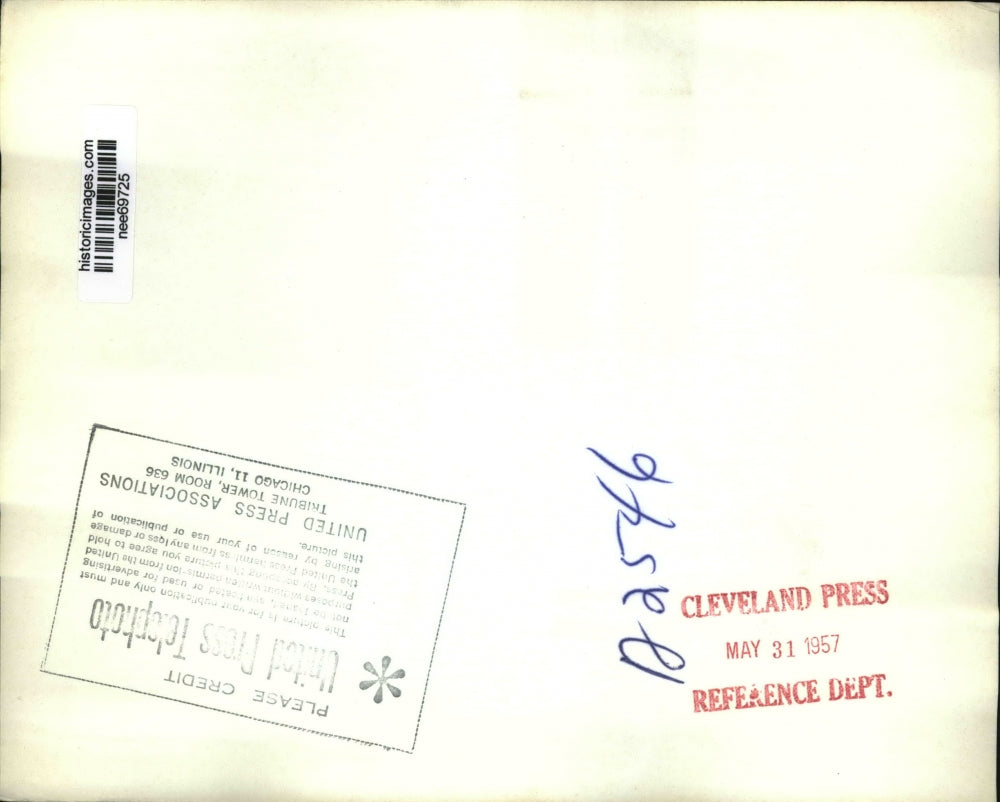 historicimages.com
nee69725
PLEASE CREDIT
United Press Telephoto
This picture is for your publication only and must
not be loaned, syndicated or used for advertising
purposes without written permission from the United
Press. By accepting this picture you agree to hold
the United Press harmless from any loss or damage
arising by reason of your use or publication of
this picture.
UNITED PRESS ASSOCIATIONS
TRIBUNE TOWER, ROOM 636
CHICAGO 11, ILLINOIS
2546
CLEVELAND PRESS
MAY 31 1957
REFERENCE DEPT.